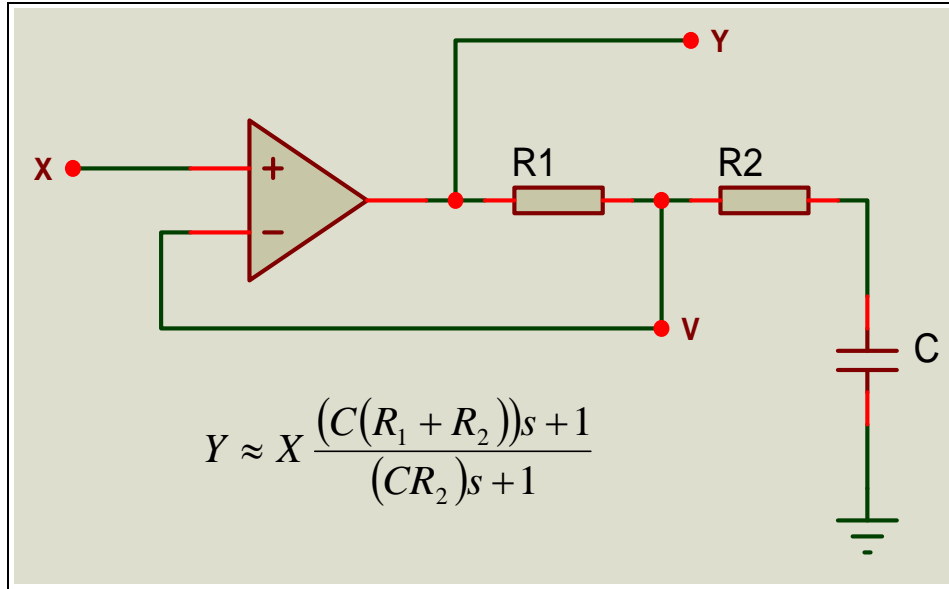 Y
X
+
−
R1
R2
V
C
Y ≈ X (C(R₁ + R₂))s + 1 / (CR₂)s + 1